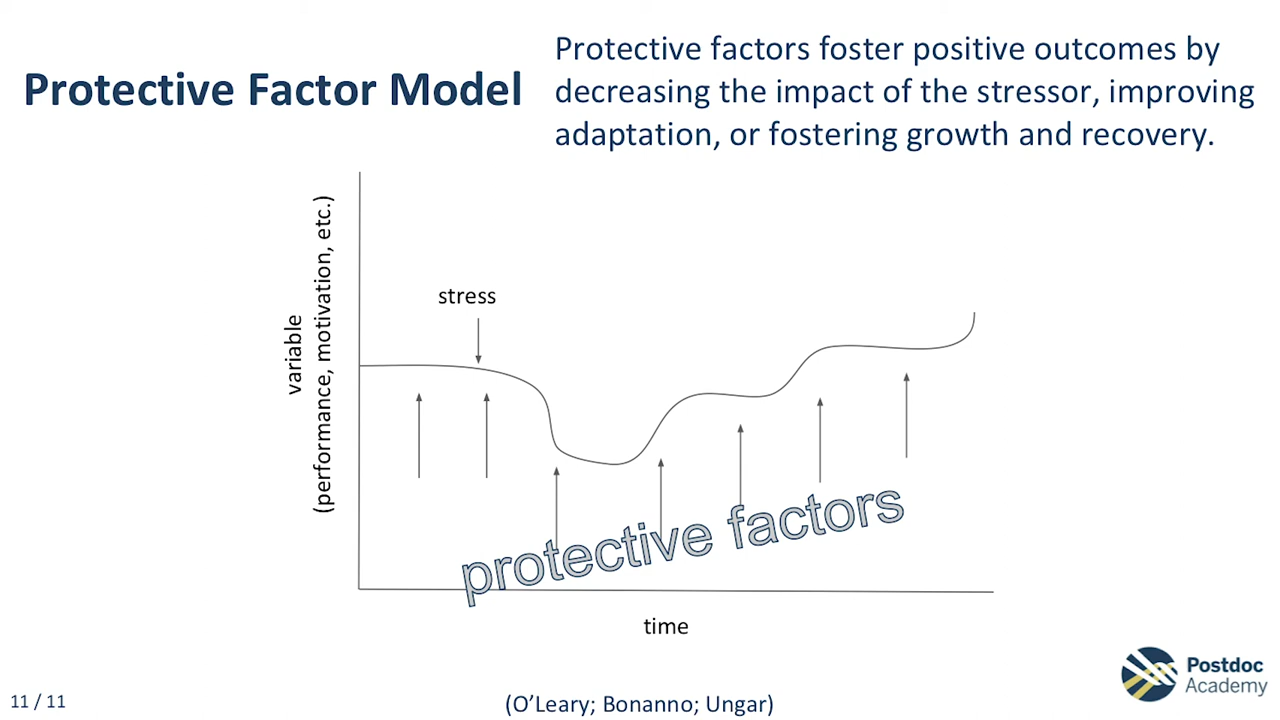 Protective Factor Model
Protective factors foster positive outcomes by
decreasing the impact of the stressor, improving
adaptation, or fostering growth and recovery.
variable
(performance, motivation, etc.)
stress
protective factors
time
11 / 11
(O’Leary; Bonanno; Ungar)
Postdoc
Academy